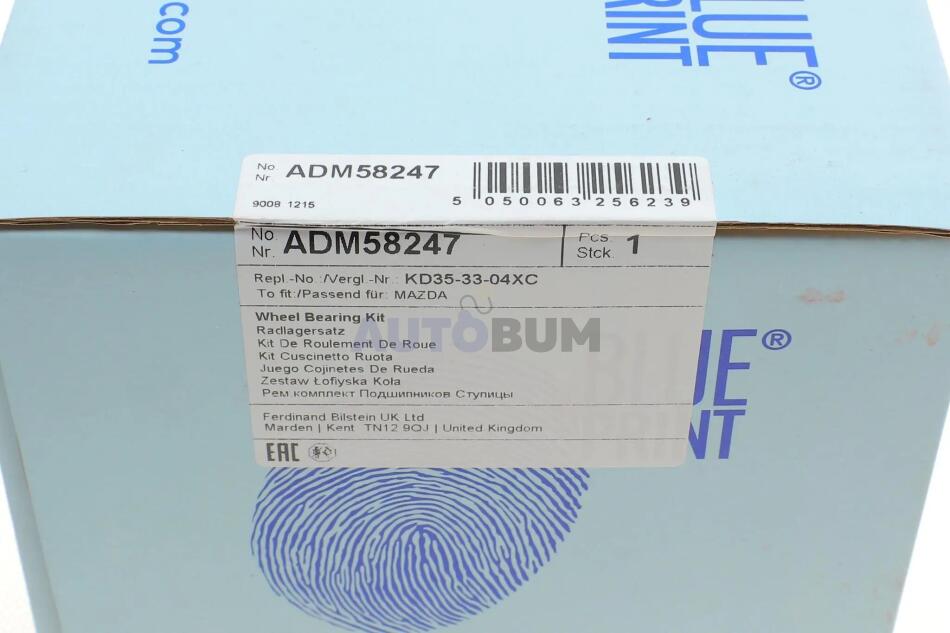 .com
BLUE®
PRINT
No
Nr. ADM58247
9008 1215
5 050063 256239
No.
Nr. ADM58247
Pcs.
Stck. 1
Repl.-No.:/Vergl.-Nr.: KD35-33-04XC
To fit:/Passend für: MAZDA
Wheel Bearing Kit
Radlagersatz
Kit De Roulement De Roue
Kit Cuscinetto Ruota
Juego Cojinetes De Rueda
Zestaw Łofiyska Koła
Рем.комплект Подшипников Ступицы
AUTOBUM
Ferdinand Bilstein UK Ltd
Marden | Kent TN12 9QJ | United Kingdom
EAC
BLUE®
PRINT